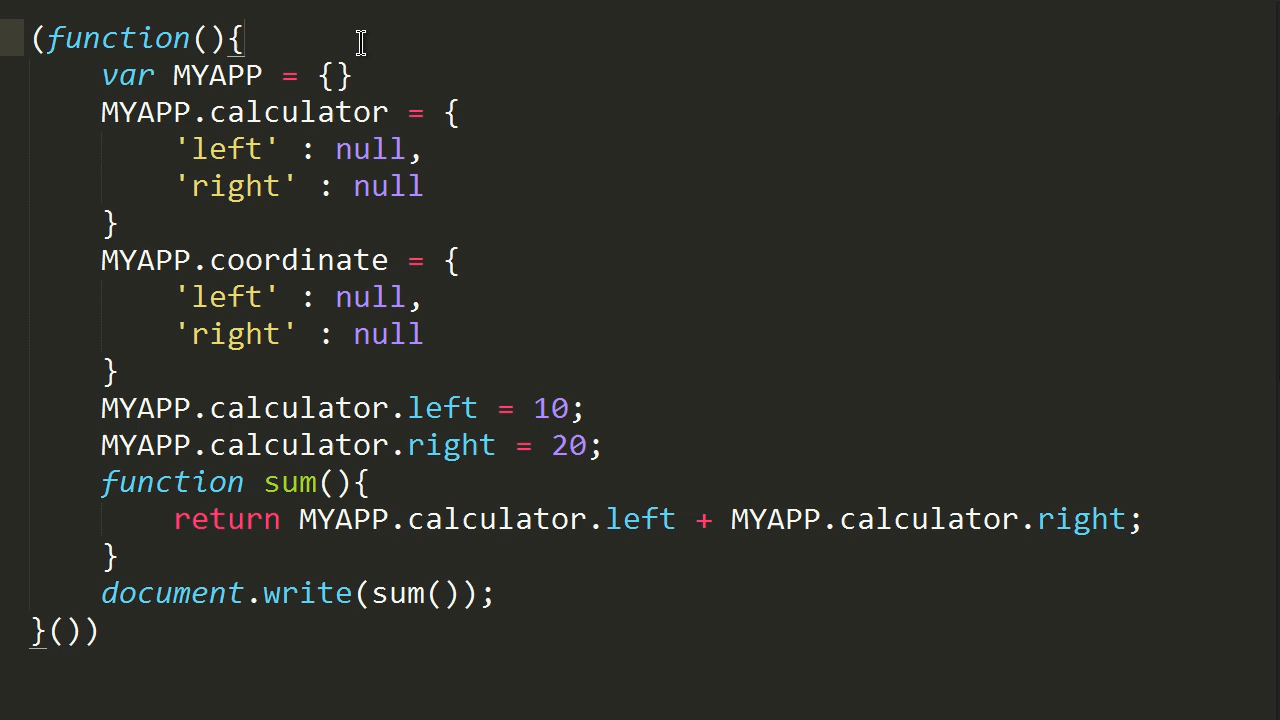 (function(){
    var MYAPP = {}
    MYAPP.calculator = {
        'left' : null,
        'right' : null
    }
    MYAPP.coordinate = {
        'left' : null,
        'right' : null
    }
    MYAPP.calculator.left = 10;
    MYAPP.calculator.right = 20;
    function sum(){
        return MYAPP.calculator.left + MYAPP.calculator.right;
    }
    document.write(sum());
}())